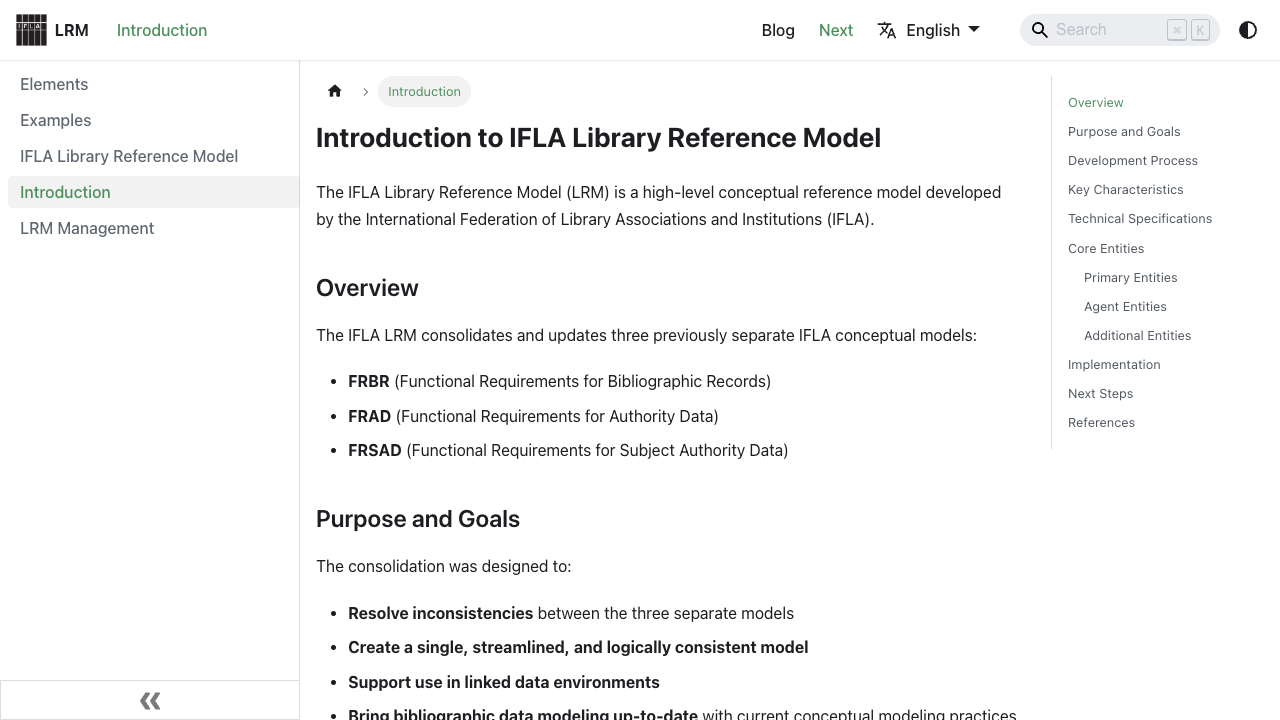 IFLA
LRM
Introduction
Blog
Next
English
Search
⌘ K
Elements
Examples
IFLA Library Reference Model
Introduction
LRM Management
Introduction
Introduction to IFLA Library Reference Model
The IFLA Library Reference Model (LRM) is a high-level conceptual reference model developed
by the International Federation of Library Associations and Institutions (IFLA).
Overview
The IFLA LRM consolidates and updates three previously separate IFLA conceptual models:
• FRBR (Functional Requirements for Bibliographic Records)
• FRAD (Functional Requirements for Authority Data)
• FRSAD (Functional Requirements for Subject Authority Data)
Purpose and Goals
The consolidation was designed to:
• Resolve inconsistencies between the three separate models
• Create a single, streamlined, and logically consistent model
• Support use in linked data environments
• Bring bibliographic data modeling up-to-date with current conceptual modeling practices
Overview
Purpose and Goals
Development Process
Key Characteristics
Technical Specifications
Core Entities
Primary Entities
Agent Entities
Additional Entities
Implementation
Next Steps
References